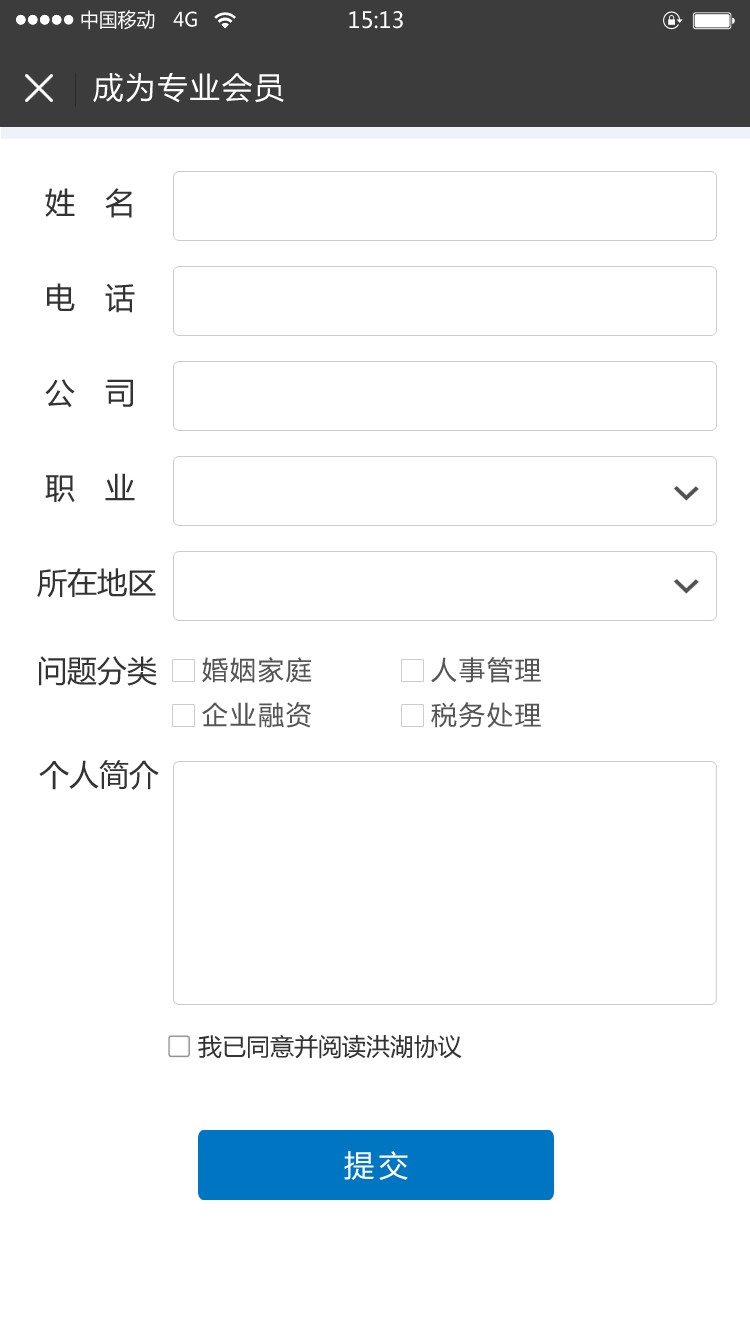 中国移动 4G 15:13
成为专业会员
姓 名
电 话
公 司
职 业
所在地区
问题分类 婚姻家庭 人事管理
企业融资 税务处理
个人简介
我已同意并阅读洪湖协议
提交